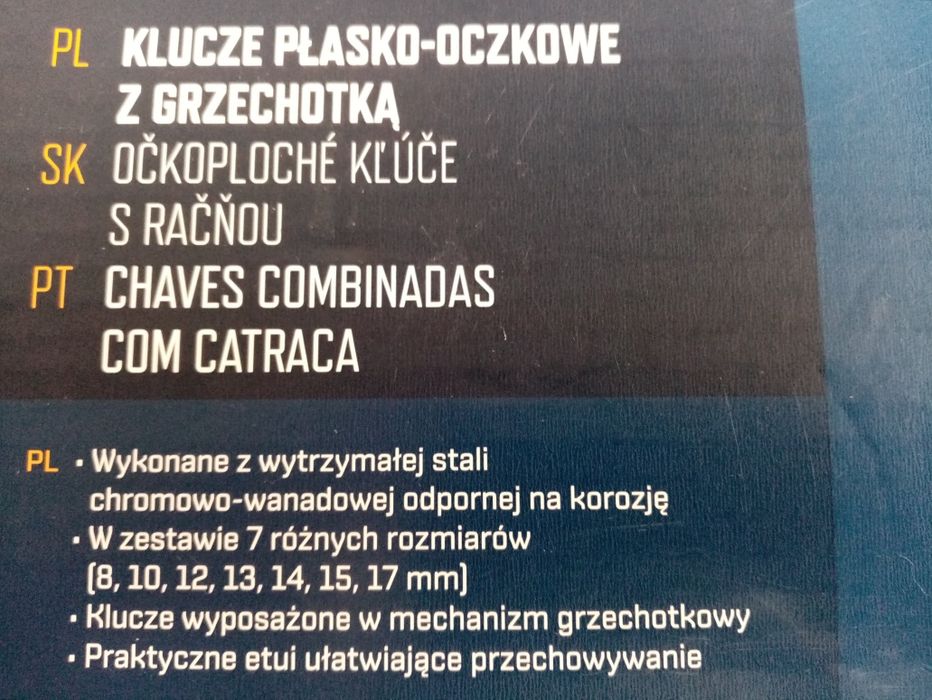 PL KLUCZE PŁASKO-OCZKOWE
Z GRZECHOTKĄ
SK OČKOPLOCHÉ KĽÚČE
S RAČŇOU
PT CHAVES COMBINADAS
COM CATRACA
PL • Wykonane z wytrzymałej stali
chromowo-wanadowej odpornej na korozję
• W zestawie 7 różnych rozmiarów
(8, 10, 12, 13, 14, 15, 17 mm)
• Klucze wyposażone w mechanizm grzechotkowy
• Praktyczne etui ułatwiające przechowywanie